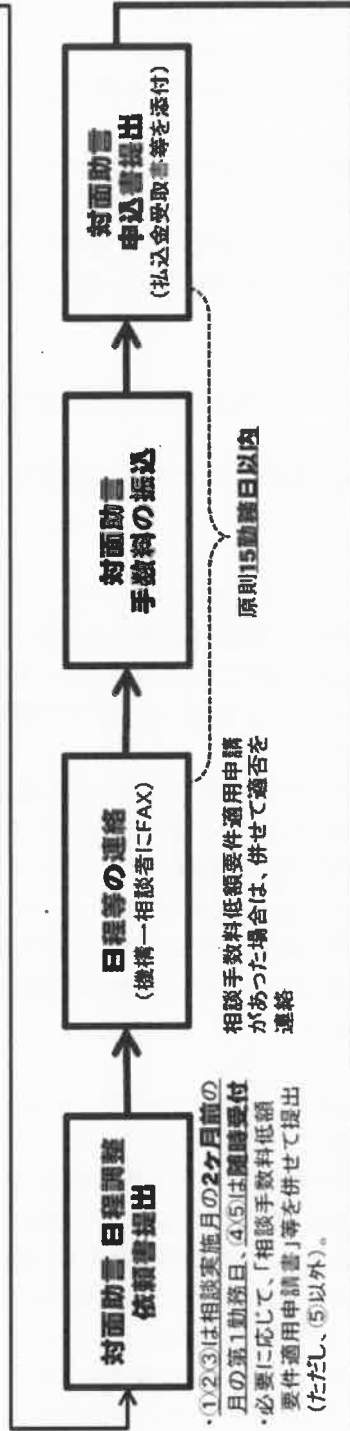 対面助言 日程調整
依頼書提出
・①②③は相談実施月の2ヶ月前の
月の第1勤務日、④⑤は随時受付
・必要に応じて、「相談手数料低額
要件適用申請書」等を併せて提出
(ただし、⑤以外)。
日程等の連絡
(機構ー相談者にFAX)
相談手数料低額要件適用申請
があった場合は、併せて適否を
連絡
対面助言
手数料の振込
原則15勤務日以内
対面助言
申込書提出
(払込金受取書等を添付)